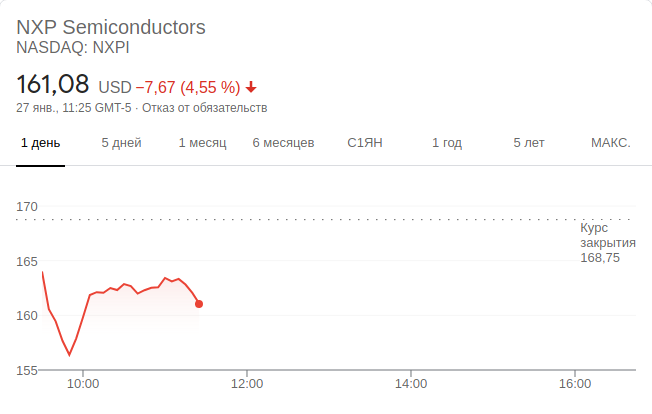 NXP Semiconductors
NASDAQ: NXPI
161,08 USD −7,67 (4,55 %)
27 янв., 11:25 GMT-5 · Отказ от обязательств
1 день 5 дней 1 месяц 6 месяцев С1ЯН 1 год 5 лет МАКС.
170
Курс
закрытия
168,75
165
160
155
10:00 12:00 14:00 16:00